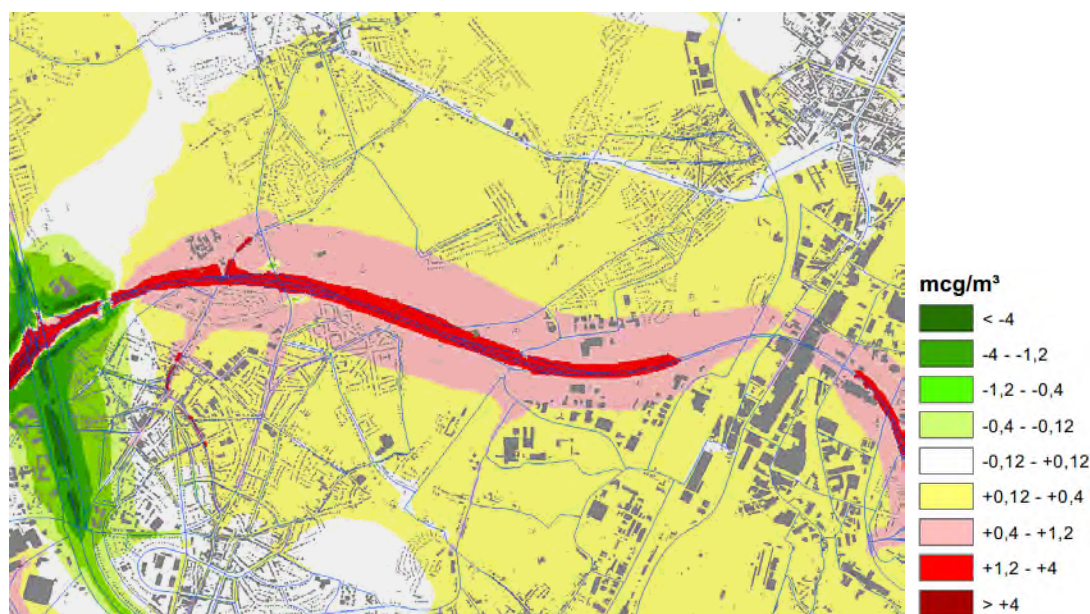 mcg/m³
< -4
-4 - -1,2
-1,2 - -0,4
-0,4 - -0,12
-0,12 - +0,12
+0,12 - +0,4
+0,4 - +1,2
+1,2 - +4
> +4